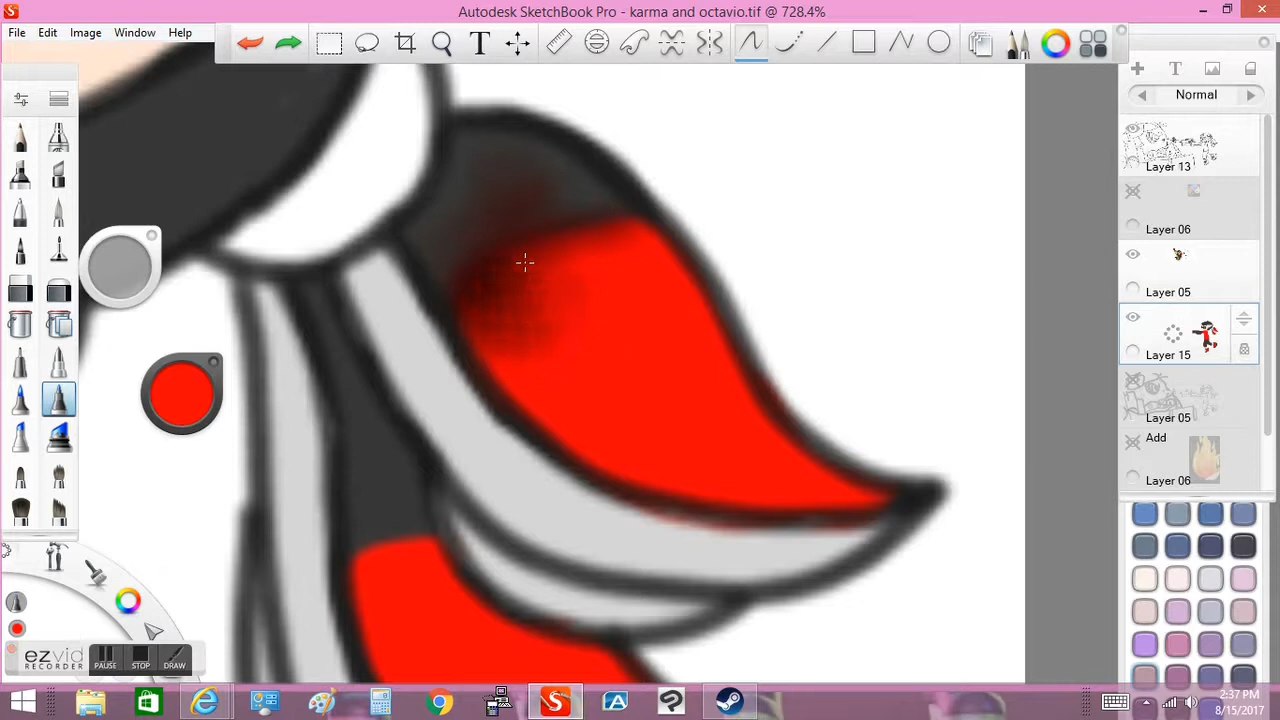 Autodesk SketchBook Pro - karma and octavio.tif @ 728.4%
File Edit Image Window Help
T
T
Normal
Layer 13
Layer 06
Layer 05
Layer 15
Layer 05
Add
Layer 06
ezvid
RECORDER
PAUSE STOP DRAW
2:37 PM
8/15/2017